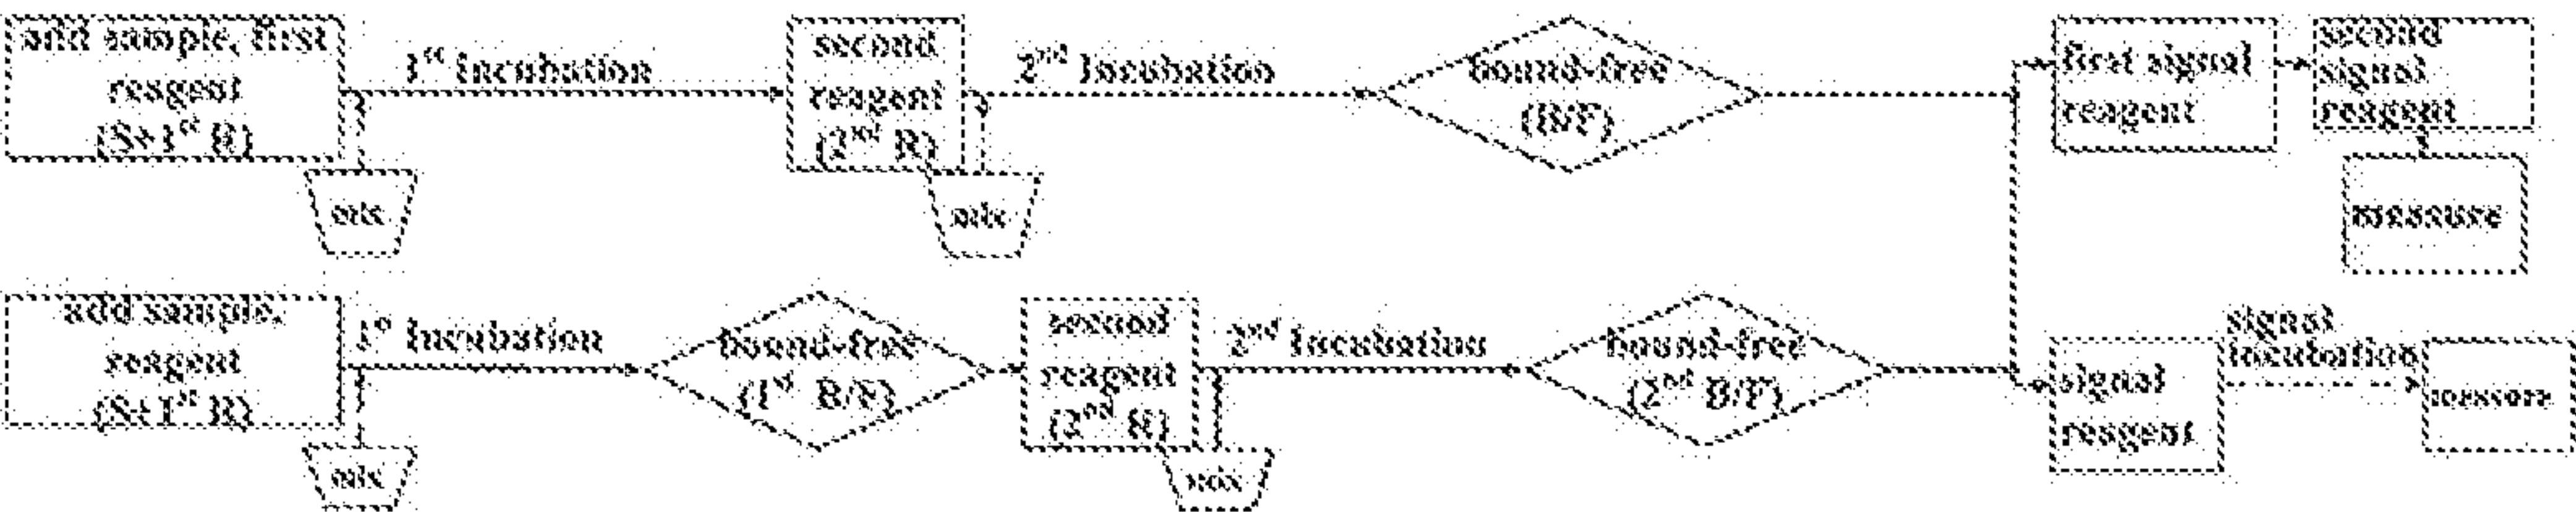 add sample, first
reagent
(S+1st R)
1st Incubation
mix
second
reagent
(2nd R)
2nd Incubation
mix
bound-free
(B/F)
first signal
reagent
second
signal
reagent
measure
add sample,
reagent
(S+1st R)
1st Incubation
mix
bound-free
(1st B/F)
second
reagent
(2nd R)
2nd Incubation
mix
bound-free
(2nd B/F)
signal
reagent
signal
incubation
measure